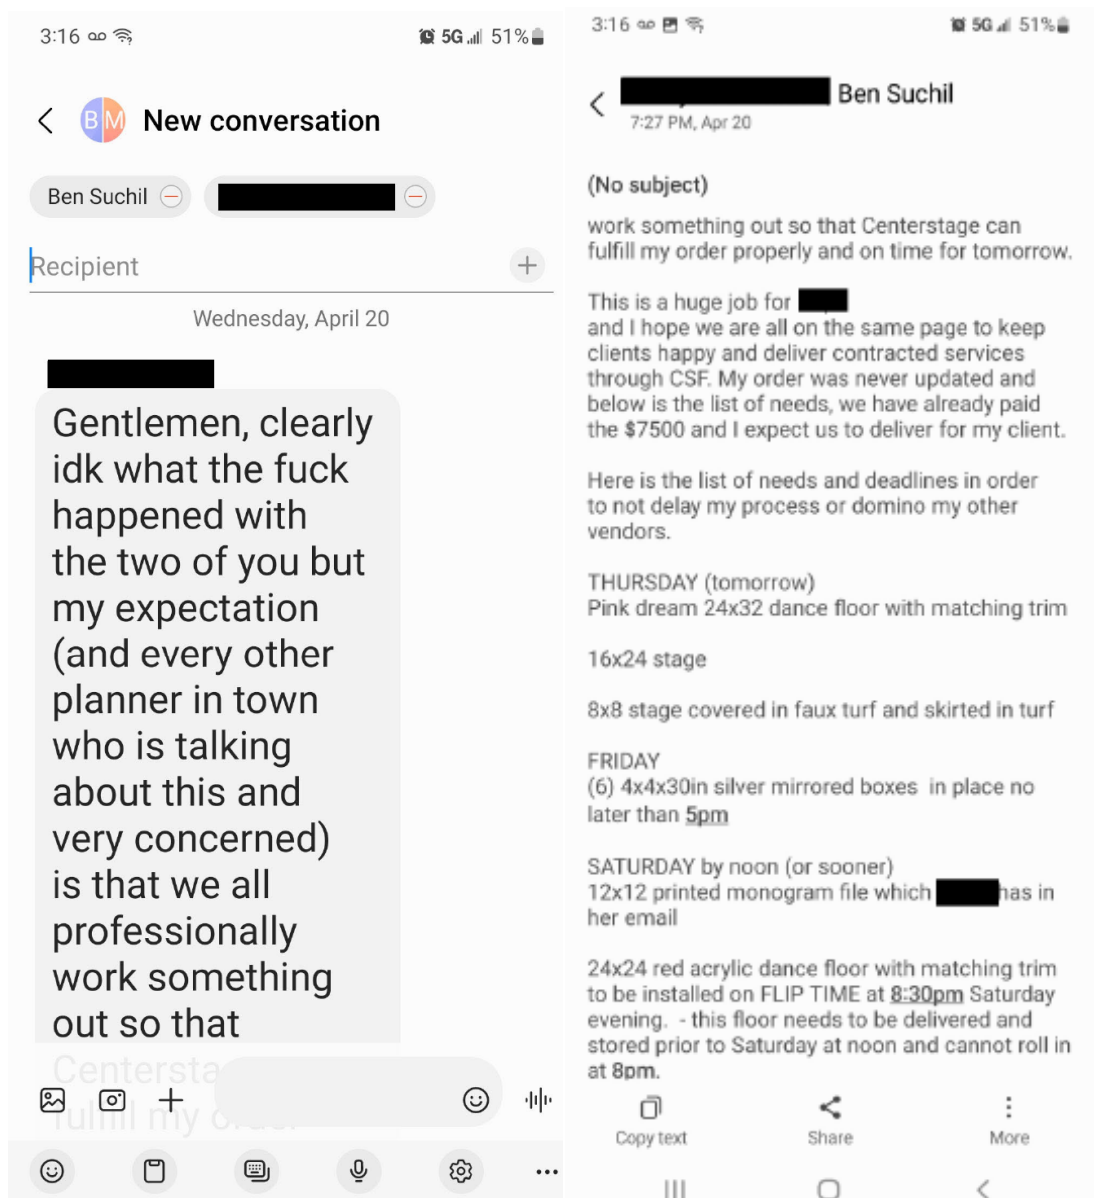 3:16
5G 51%
BM New conversation
Ben Suchil
Recipient
Wednesday, April 20
Gentlemen, clearly
idk what the fuck
happened with
the two of you but
my expectation
(and every other
planner in town
who is talking
about this and
very concerned)
is that we all
professionally
work something
out so that
Centersta
fulfill my order
3:16
5G 51%
Ben Suchil
7:27 PM, Apr 20
(No subject)
work something out so that Centerstage can
fulfill my order properly and on time for tomorrow.
This is a huge job for
and I hope we are all on the same page to keep
clients happy and deliver contracted services
through CSF. My order was never updated and
below is the list of needs, we have already paid
the $7500 and I expect us to deliver for my client.
Here is the list of needs and deadlines in order
to not delay my process or domino my other
vendors.
THURSDAY (tomorrow)
Pink dream 24x32 dance floor with matching trim
16x24 stage
8x8 stage covered in faux turf and skirted in turf
FRIDAY
(6) 4x4x30in silver mirrored boxes in place no
later than 5pm
SATURDAY by noon (or sooner)
12x12 printed monogram file which has in
her email
24x24 red acrylic dance floor with matching trim
to be installed on FLIP TIME at 8:30pm Saturday
evening. - this floor needs to be delivered and
stored prior to Saturday at noon and cannot roll in
at 8pm.
Copy text
Share
More